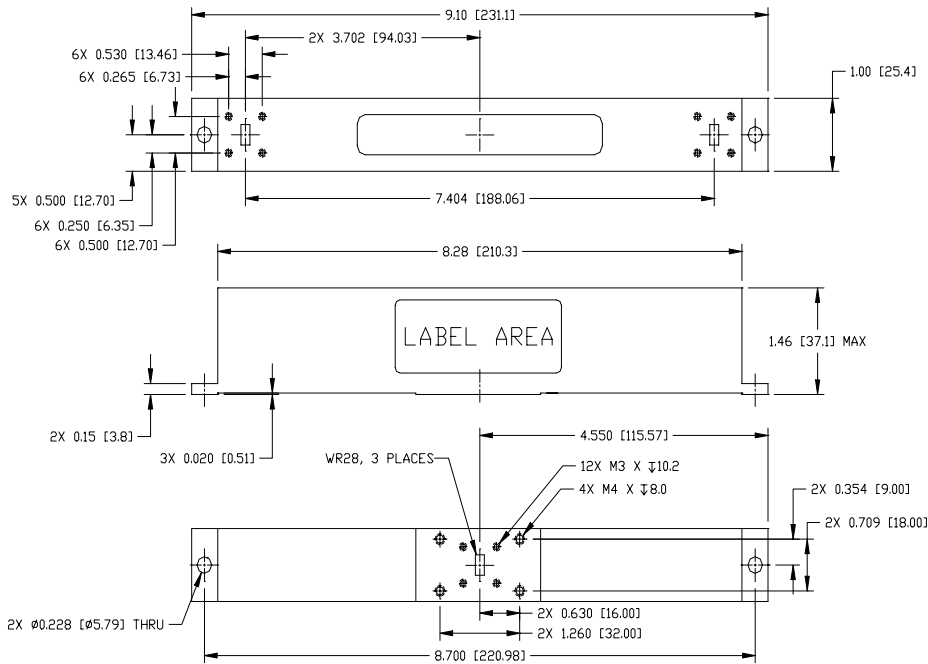 9.10 [231.1]
2X 3.702 [94.03]
6X 0.530 [13.46]
6X 0.265 [6.73]
1.00 [25.4]
5X 0.500 [12.70]
6X 0.250 [6.35]
6X 0.500 [12.70]
7.404 [188.06]
8.28 [210.3]
LABEL AREA
1.46 [37.1] MAX
2X 0.15 [3.8]
3X 0.020 [0.51]
4.550 [115.57]
WR28, 3 PLACES
12X M3 X ↧10.2
4X M4 X ↧8.0
2X 0.354 [9.00]
2X 0.709 [18.00]
2X Ø0.228 [Ø5.79] THRU
2X 0.630 [16.00]
2X 1.260 [32.00]
8.700 [220.98]